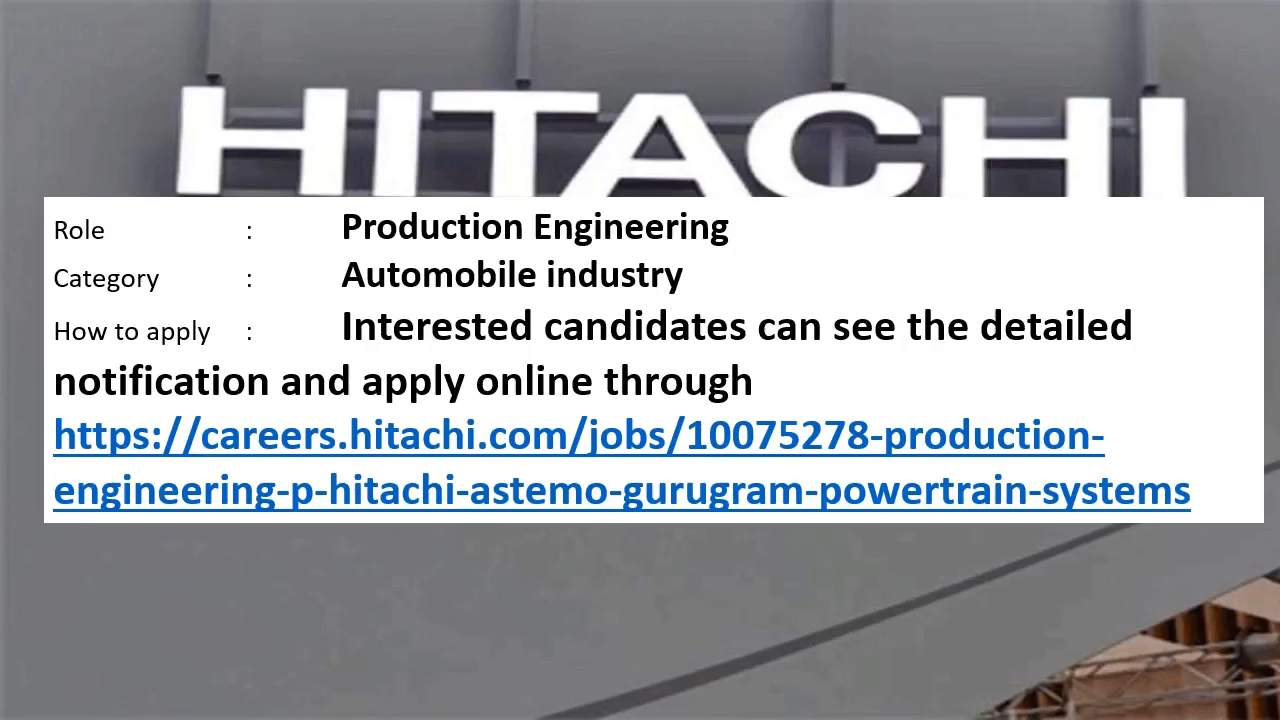 HITACHI
Role : Production Engineering
Category : Automobile industry
How to apply : Interested candidates can see the detailed
notification and apply online through
https://careers.hitachi.com/jobs/10075278-production-
engineering-p-hitachi-astemo-gurugram-powertrain-systems